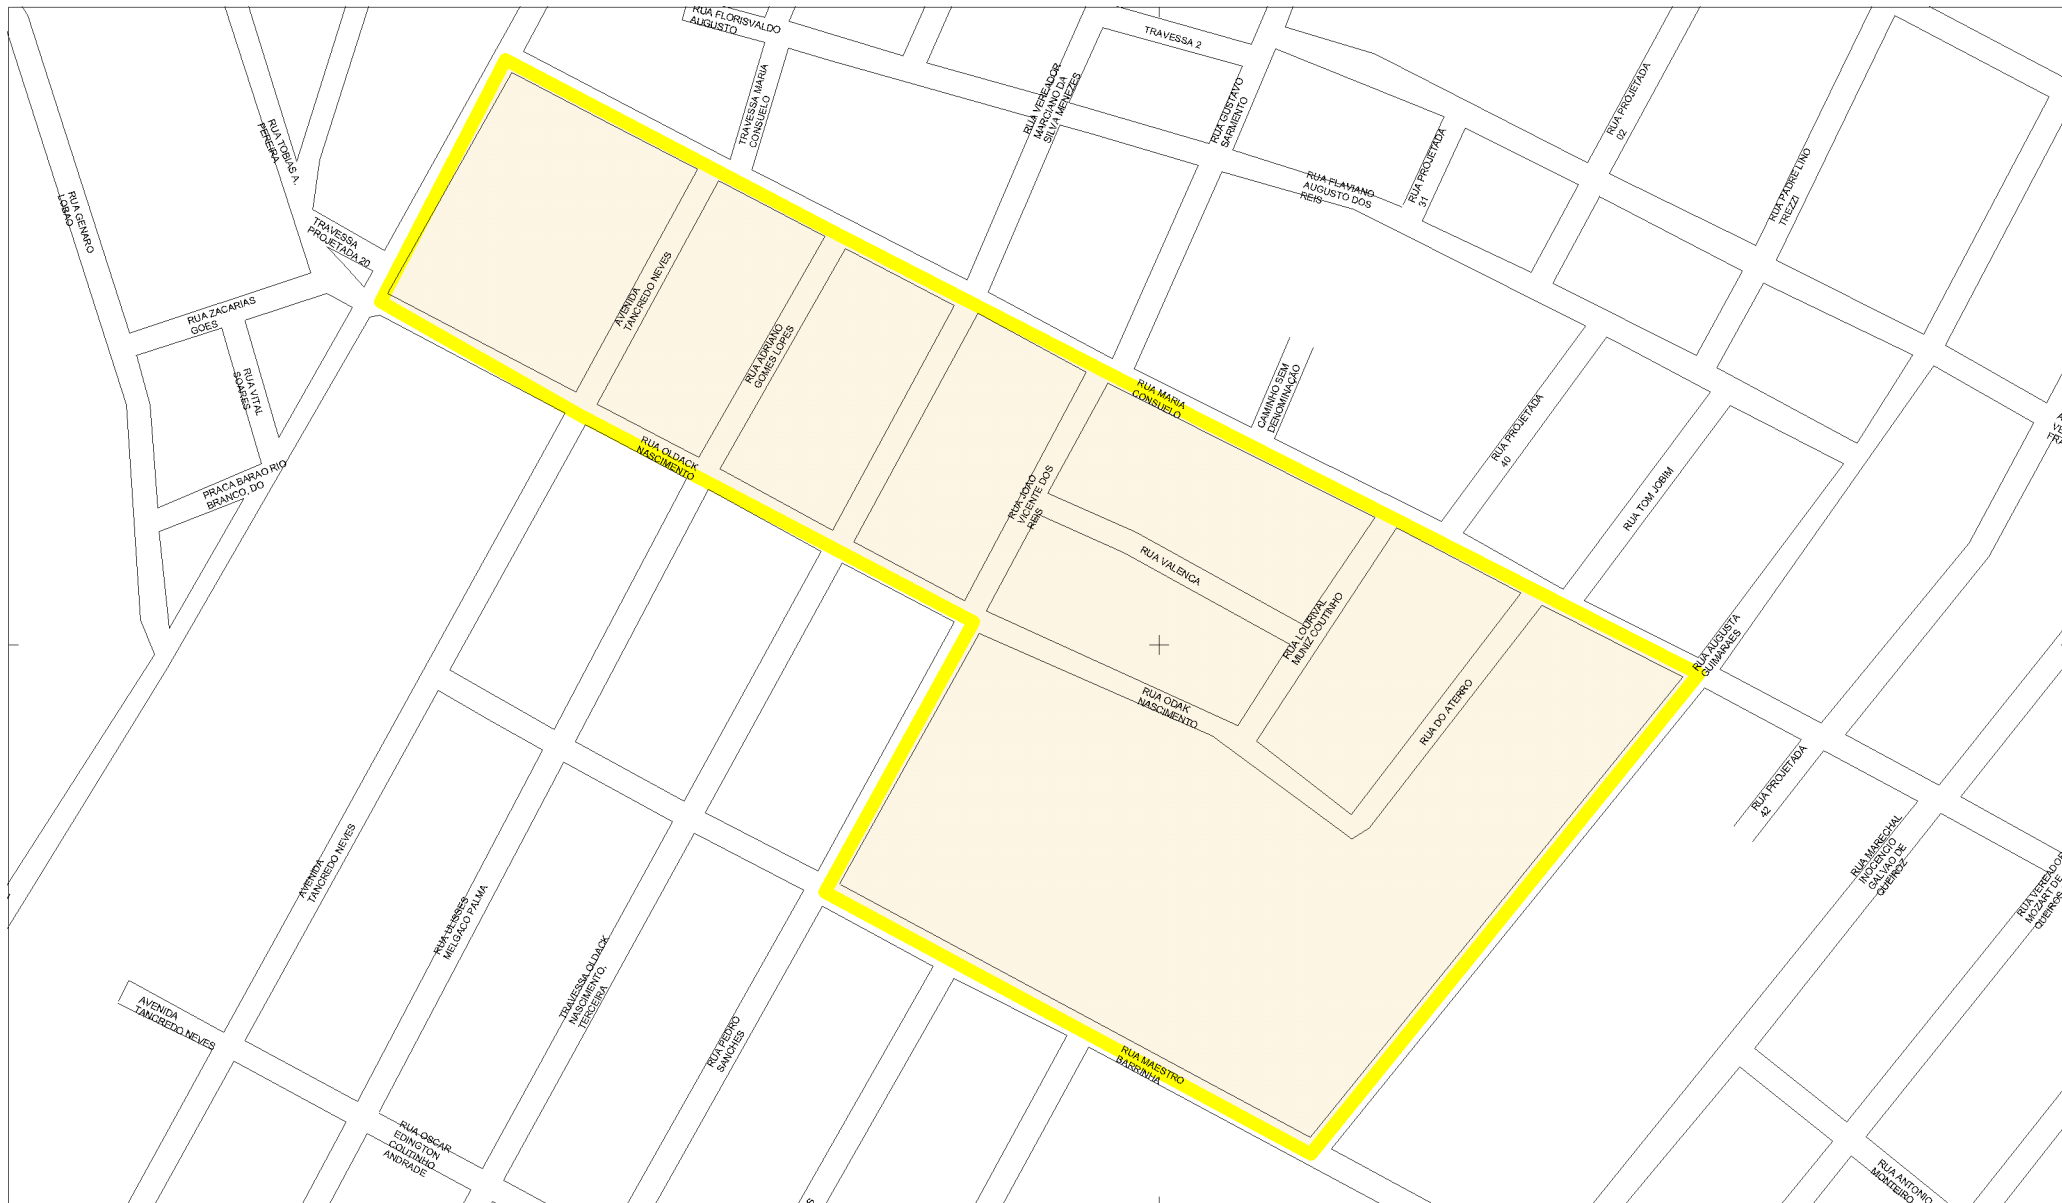 RUA FLORISVALDO
AUGUSTO
TRAVESSA 2
TRAVESSA MARIA
CONSUELO
RUA VEREADOR
MARCIANO DA
SILVA MENEZES
RUA GUSTAVO
SARMENTO
RUA PROJETADA
02
RUA PROJETADA
31
RUA PADRE LINO
TREZZI
RUA FLAVIANO
AUGUSTO DOS
REIS
RUA TOBIAS A.
PEREIRA
RUA GENARO
LOBAO
TRAVESSA
PROJETADA 20
RUA ZACARIAS
GOES
RUA VITAL
SOARES
PRACA BARAO RIO
BRANCO, DO
AVENIDA
TANCREDO NEVES
RUA ADRIANO
GOMES LOPES
RUA MARIA
CONSUELO
CAMINHO SEM
DENOMINAÇÃO
RUA PROJETADA
40
RUA TOM JOBIM
RUA OLDACK
NASCIMENTO
RUA JOAO
VICENTE DOS
REIS
RUA VALENCA
RUA LOURIVAL
MUNIZ COUTINHO
RUA AUGUSTA
GUIMARAES
RUA ODAK
NASCIMENTO
RUA DO ATERRO
RUA PROJETADA
42
RUA MARECHAL
INOCENCIO
GALVAO DE
QUEIROZ
RUA VEREADOR
MOZART DE
QUEIROS
AVENIDA
TANCREDO NEVES
RUA ULISSES
MELGACO PALMA
TRAVESSA OLDACK
NASCIMENTO,
TERCEIRA
AVENIDA
TANCREDO NEVES
RUA PEDRO
SANCHES
RUA MAESTRO
BARRINHA
RUA OSCAR
EDINGTON
COUTINHO
ANDRADE
RUA ANTONIO
MONTEIRO